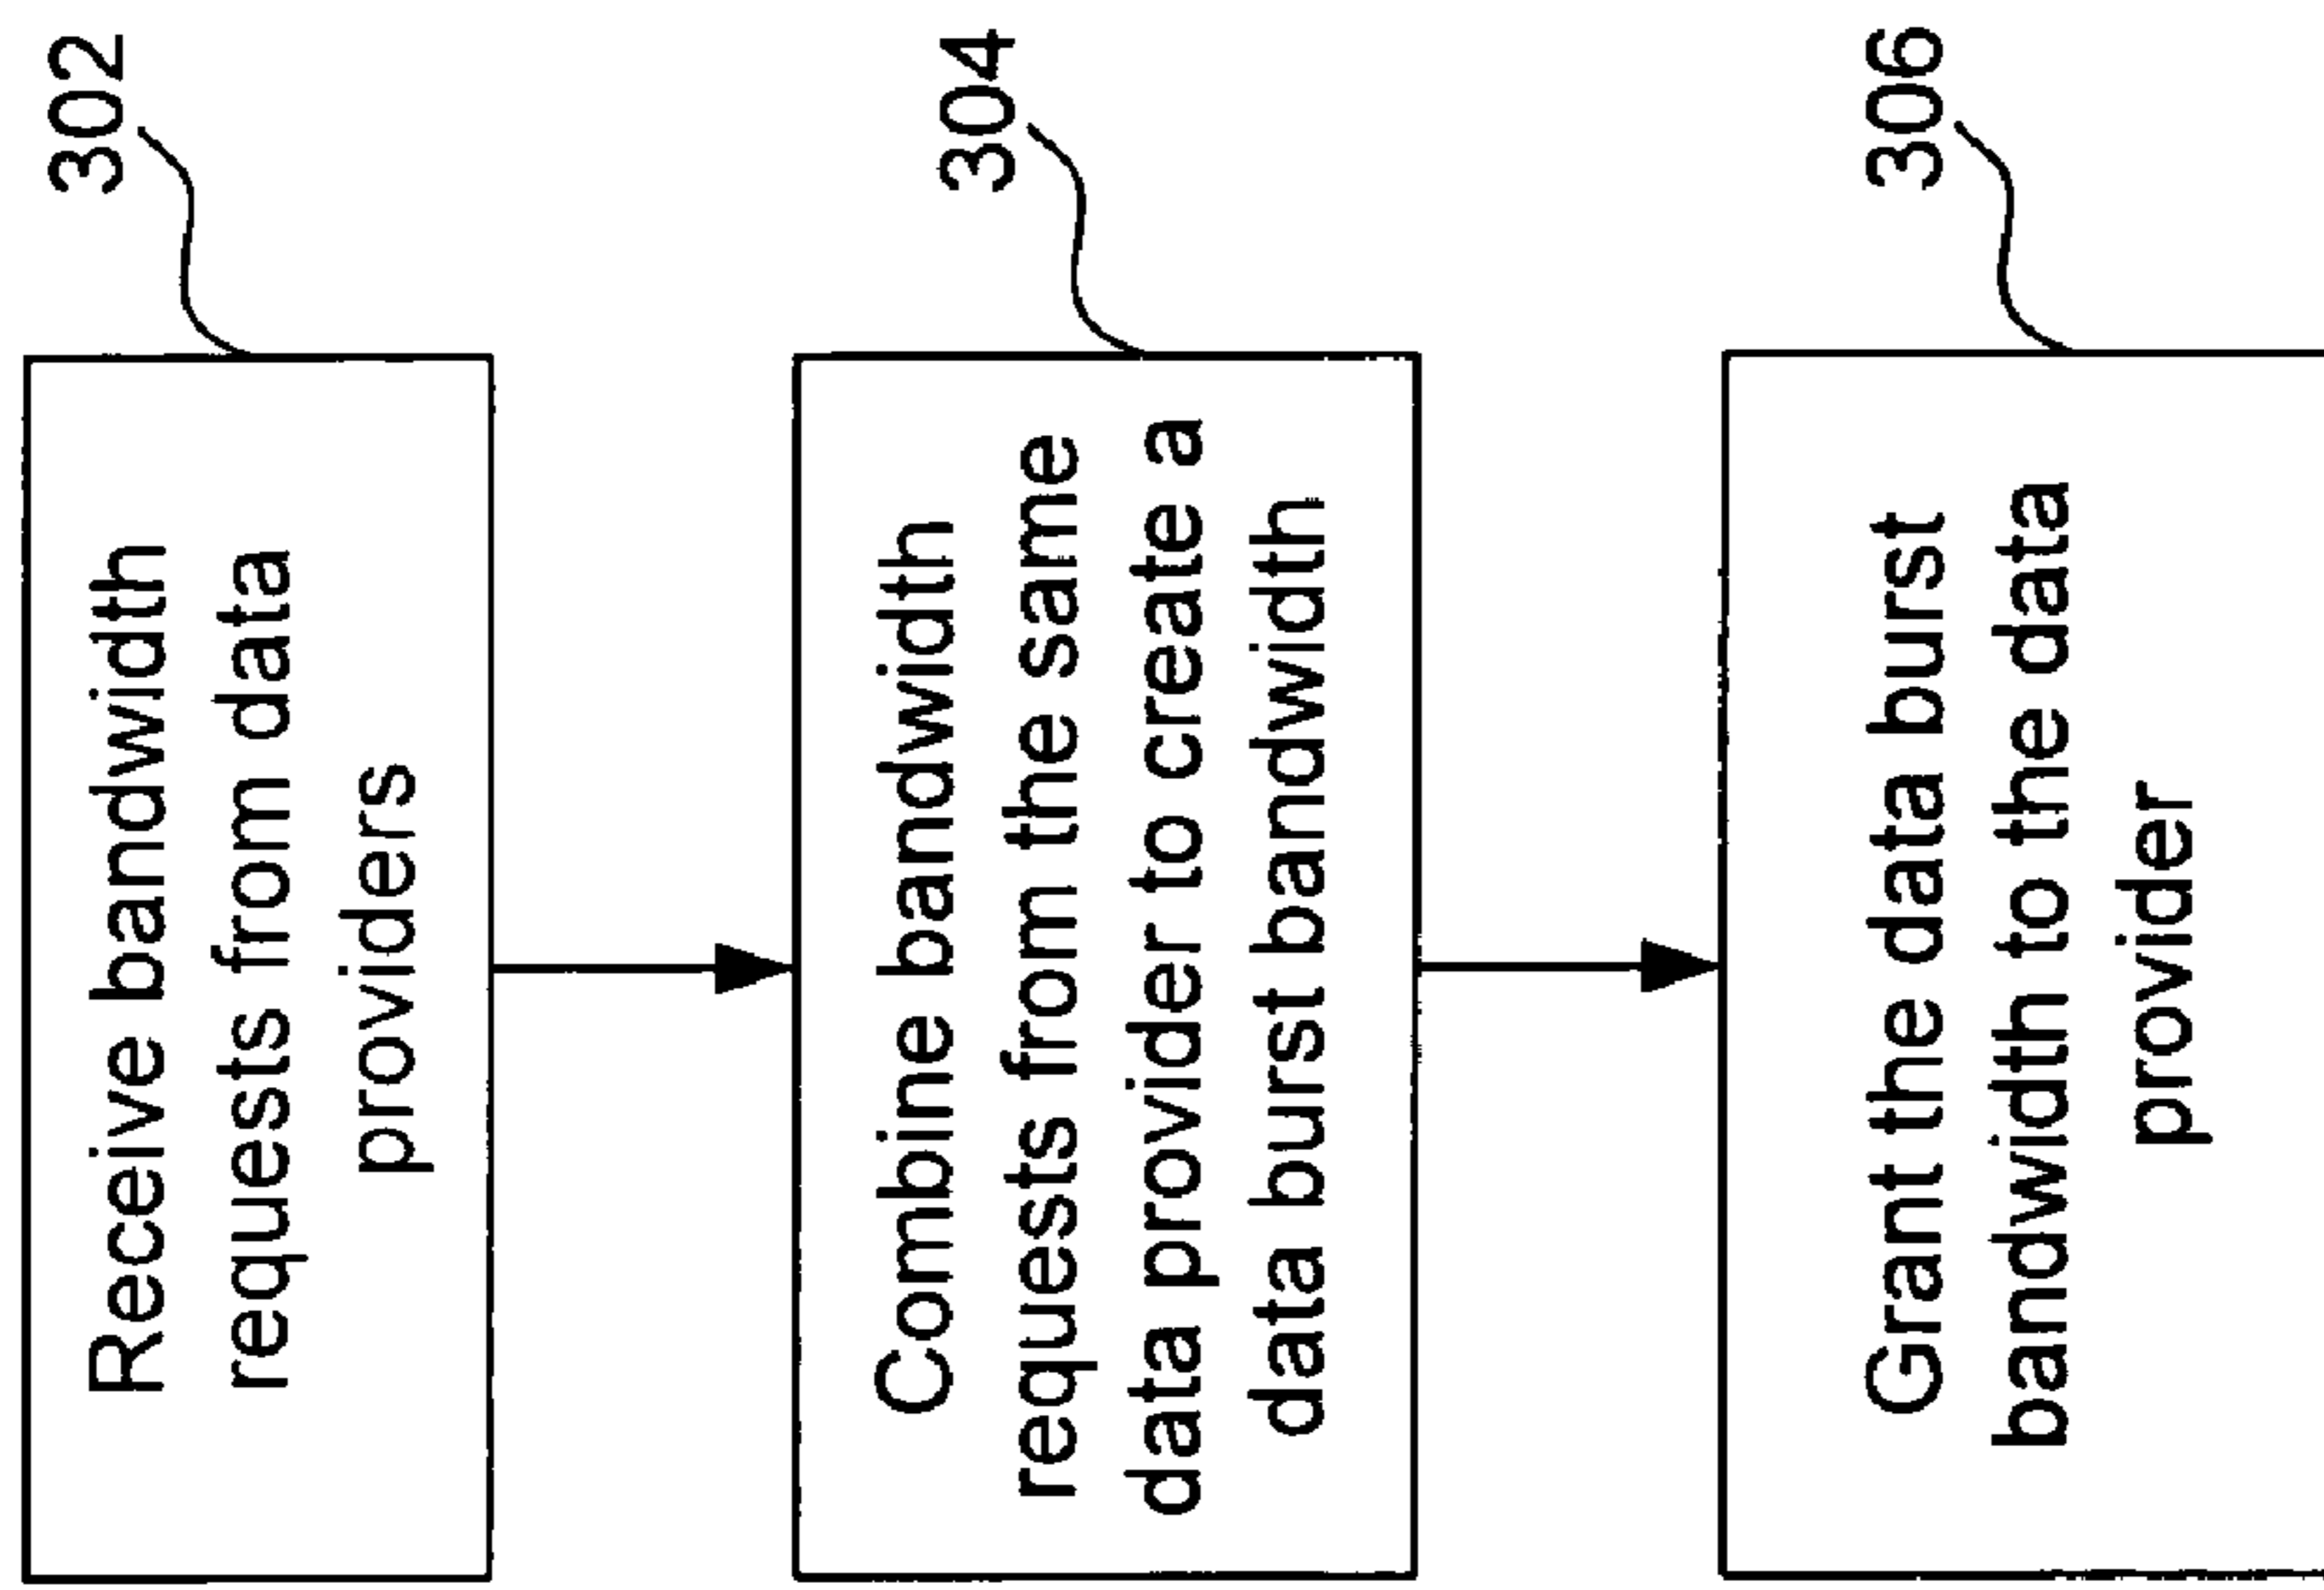 302
Receive bandwidth
requests from data
providers
304
Combine bandwidth
requests from the same
data provider to create a
data burst bandwidth
306
Grant the data burst
bandwidth to the data
provider